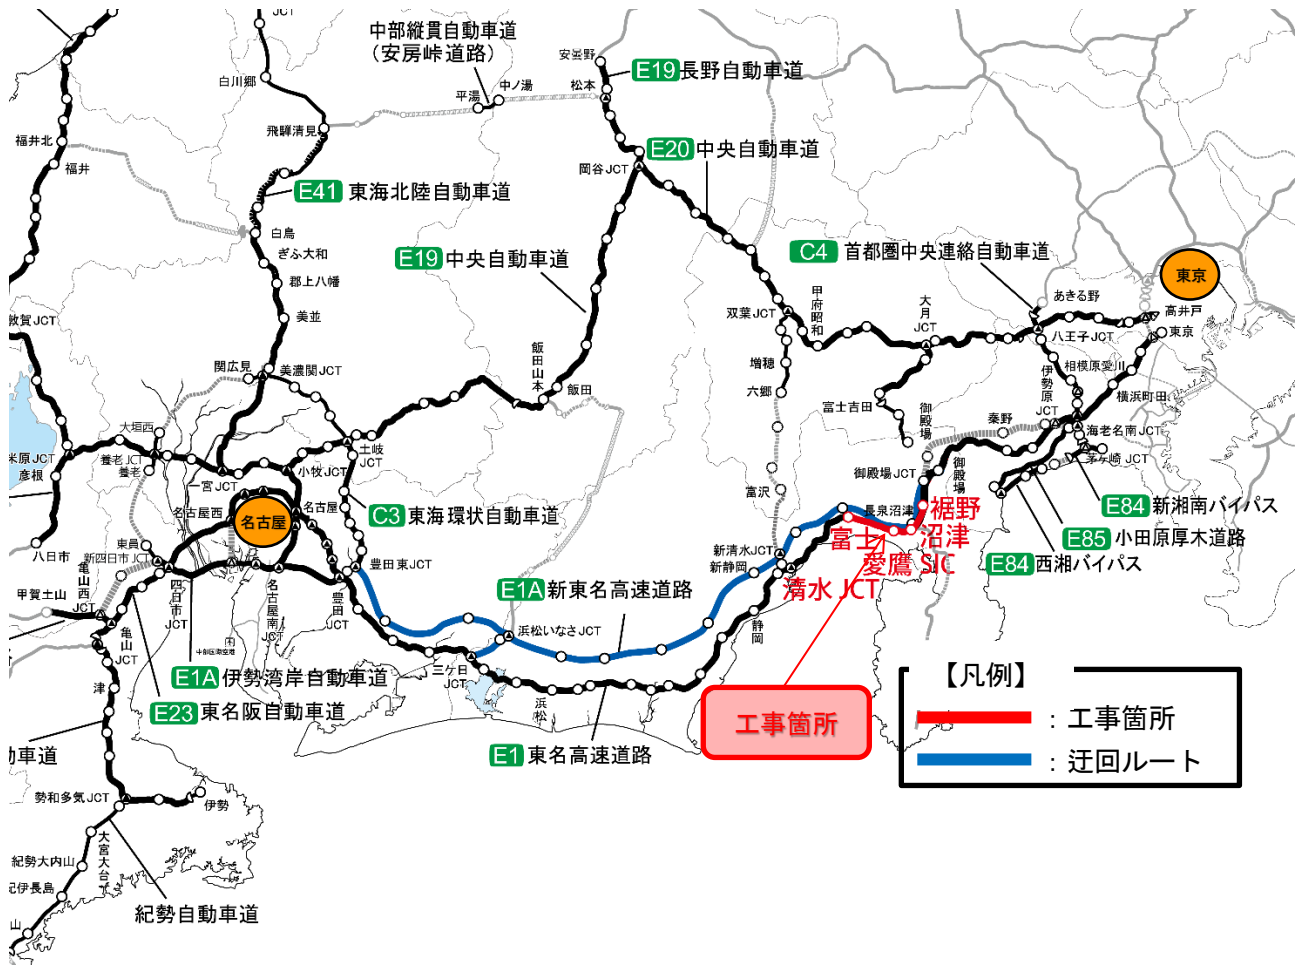 JCT
中部縦貫自動車道
（安房峠道路）
安曇野
E19 長野自動車道
白川郷
平湯
中ノ湯
松本
飛騨清見
福井北
福井
E20 中央自動車道
岡谷JCT
E41 東海北陸自動車道
白鳥
ぎふ大和
郡上八幡
美並
E19 中央自動車道
C4 首都圏中央連絡自動車道
東京
あきる野
高井戸
東京
敦賀JCT
双葉JCT
甲府昭和
大月JCT
八王子JCT
相模原愛川
伊勢原JCT
横浜町田
関広見
美濃関JCT
飯田山本
飯田
増穂
六郷
富士吉田
御殿場
秦野
海老名南JCT
茅ヶ崎JCT
大垣西
養老JCT
養老
米原JCT
彦根
一宮JCT
小牧JCT
土岐JCT
御殿場JCT
御殿場
富沢
長泉沼津
裾野
沼津
富士
愛鷹 SIC
清水 JCT
E84 新湘南バイパス
E85 小田原厚木道路
E84 西湘バイパス
名古屋西
名古屋
名古屋
C3 東海環状自動車道
八日市
東員
新四日市JCT
亀山西JCT
甲賀土山
四日市JCT
名古屋南JCT
豊田JCT
豊田東JCT
新清水JCT
新静岡
静岡
亀山JCT
中部国際空港
E1A 新東名高速道路
浜松いなさJCT
三ケ日JCT
浜松
E1A 伊勢湾岸自動車道
E23 東名阪自動車道
津
E1 東名高速道路
工事箇所
【凡例】
：工事箇所
：迂回ルート
動車道
勢和多気JCT
伊勢
大宮大台
紀勢大内山
紀伊長島
山
紀勢自動車道